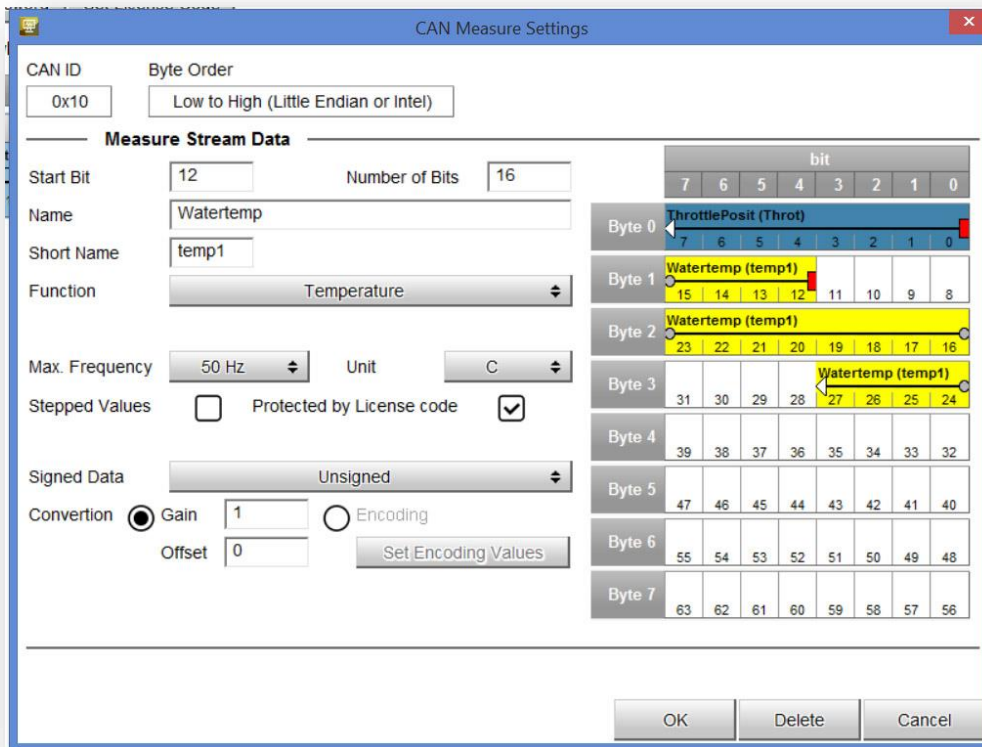 CAN Measure Settings
CAN ID Byte Order
0x10 Low to High (Little Endian or Intel)
Measure Stream Data
Start Bit 12 Number of Bits 16
Name Watertemp
Short Name temp1
Function Temperature
Max. Frequency 50 Hz Unit C
Stepped Values Protected by License code
Signed Data Unsigned
Convertion Gain 1 Encoding
Offset 0 Set Encoding Values
bit
7 6 5 4 3 2 1 0
Byte 0 ThrottlePosit (Throt)
7 6 5 4 3 2 1 0
Byte 1 Watertemp (temp1)
15 14 13 12 11 10 9 8
Byte 2 Watertemp (temp1)
23 22 21 20 19 18 17 16
Byte 3 Watertemp (temp1)
31 30 29 28 27 26 25 24
Byte 4
39 38 37 36 35 34 33 32
Byte 5
47 46 45 44 43 42 41 40
Byte 6
55 54 53 52 51 50 49 48
Byte 7
63 62 61 60 59 58 57 56
OK Delete Cancel